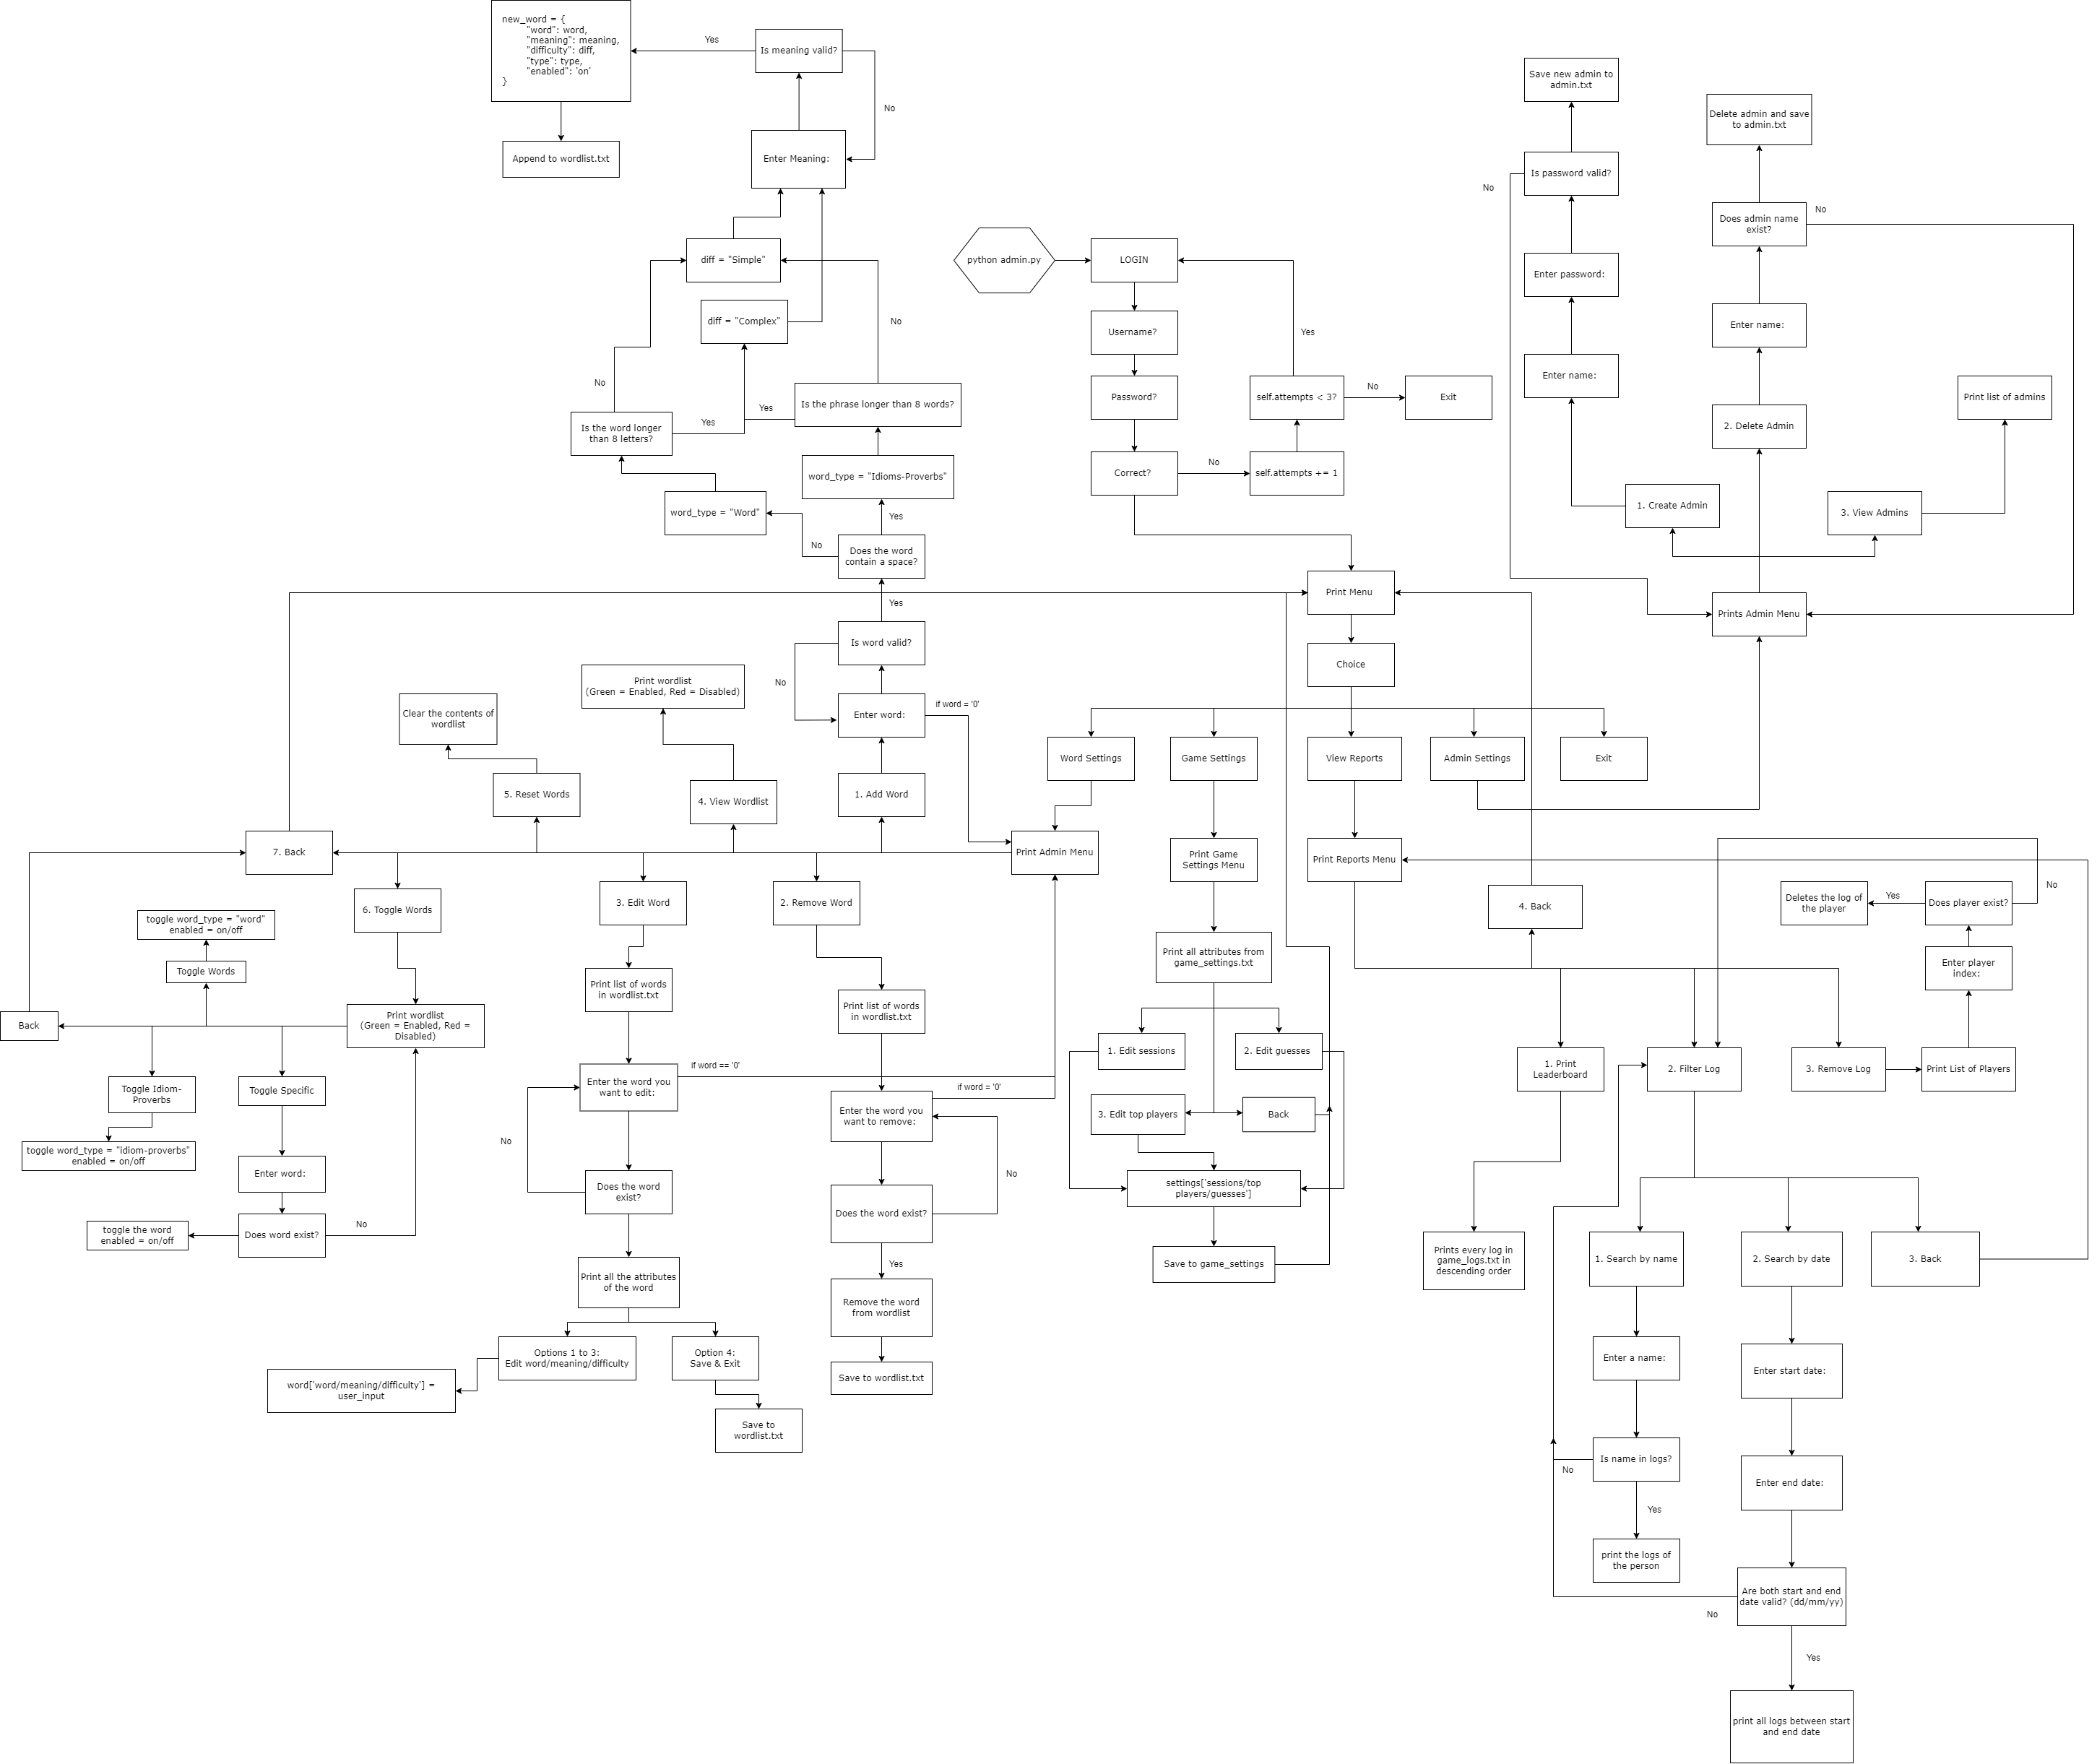 new_word = {
"word": word,
"meaning": meaning,
"difficulty": diff,
"type": type,
"enabled": 'on'
}
Yes
Is meaning valid?
No
Append to wordlist.txt
Enter Meaning:
diff = "Simple"
diff = "Complex"
No
No
Is the word longer
than 8 letters?
Yes
Yes
Is the phrase longer than 8 words?
word_type = "Word"
word_type = "Idioms-Proverbs"
Yes
No
Does the word
contain a space?
Yes
Is word valid?
No
Enter word:
if word = '0'
1. Add Word
python admin.py
LOGIN
Username?
Password?
Correct?
No
self.attempts += 1
self.attempts < 3?
Yes
No
Exit
Save new admin to
admin.txt
Is password valid?
No
Enter password:
Enter name:
1. Create Admin
Delete admin and save
to admin.txt
Does admin name
exist?
No
Enter name:
2. Delete Admin
Print list of admins
3. View Admins
Prints Admin Menu
Print Menu
Choice
Word Settings
Game Settings
View Reports
Admin Settings
Exit
Print wordlist
(Green = Enabled, Red = Disabled)
Clear the contents of
wordlist
5. Reset Words
4. View Wordlist
Print Admin Menu
7. Back
6. Toggle Words
3. Edit Word
2. Remove Word
toggle word_type = "word"
enabled = on/off
Toggle Words
Back
Print wordlist
(Green = Enabled, Red =
Disabled)
Toggle Idiom-
Proverbs
Toggle Specific
toggle word_type = "idiom-proverbs"
enabled = on/off
Enter word:
toggle the word
enabled = on/off
Does word exist?
No
Print list of words
in wordlist.txt
Enter the word you
want to edit:
if word == '0'
No
Does the word
exist?
Print all the attributes
of the word
Options 1 to 3:
Edit word/meaning/difficulty
Option 4:
Save & Exit
word['word/meaning/difficulty'] =
user_input
Save to
wordlist.txt
Print list of words
in wordlist.txt
Enter the word you
want to remove:
if word = '0'
No
Does the word exist?
Yes
Remove the word
from wordlist
Save to wordlist.txt
Print Game
Settings Menu
Print all attributes from
game_settings.txt
1. Edit sessions
2. Edit guesses
3. Edit top players
Back
settings['sessions/top
players/guesses']
Save to game_settings
Print Reports Menu
4. Back
1. Print
Leaderboard
2. Filter Log
3. Remove Log
Print List of Players
Enter player
index:
Does player exist?
Yes
No
Deletes the log of
the player
Prints every log in
game_logs.txt in
descending order
1. Search by name
2. Search by date
3. Back
Enter a name:
Is name in logs?
No
Yes
print the logs of
the person
Enter start date:
Enter end date:
Are both start and end
date valid? (dd/mm/yy)
No
Yes
print all logs between start
and end date